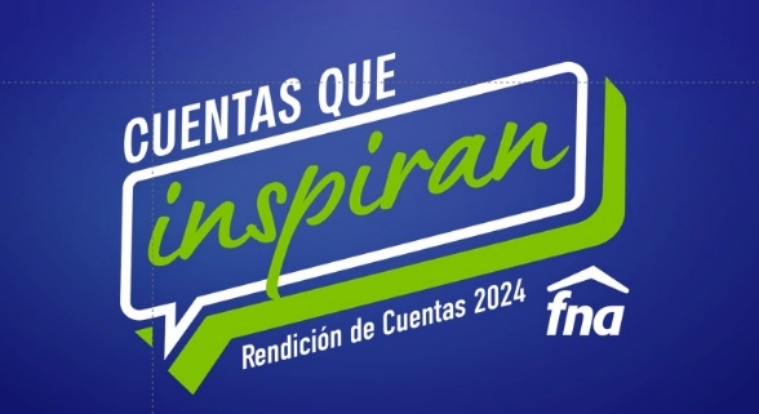 CUENTAS QUE
inspiran
Rendición de Cuentas 2024
fna